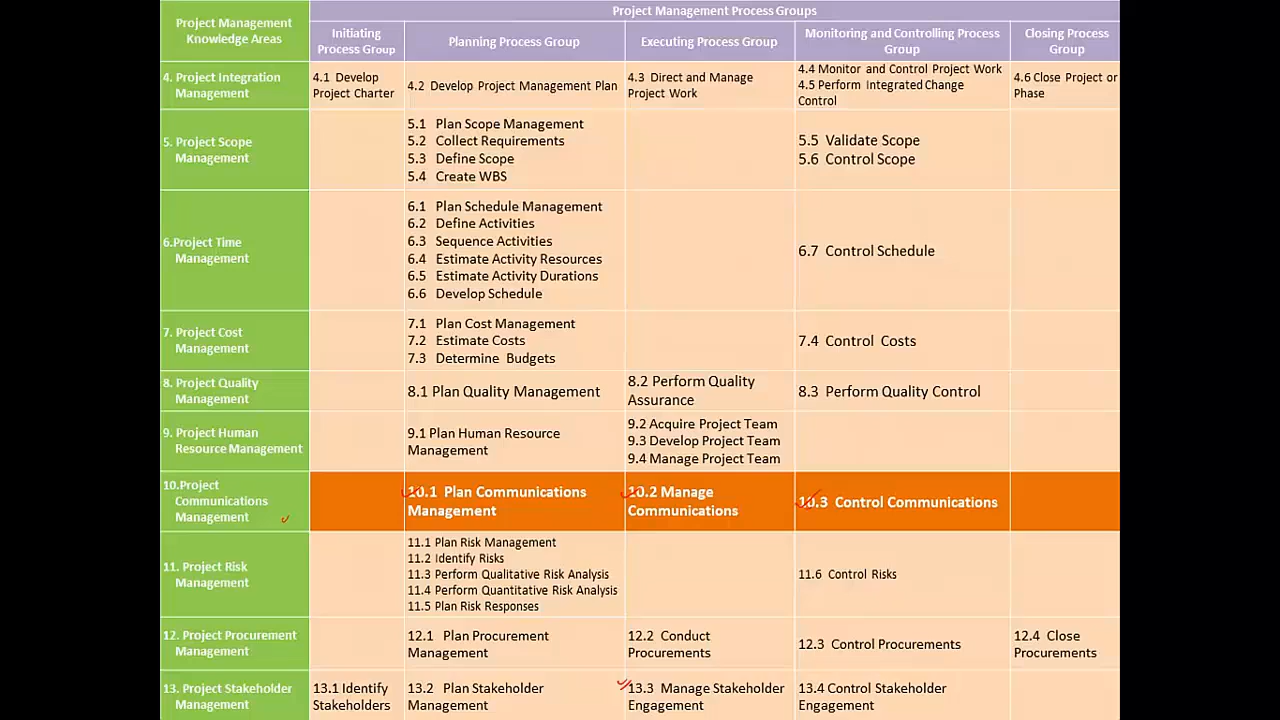 Project Management
Knowledge Areas
Project Management Process Groups
Initiating
Process Group
Planning Process Group
Executing Process Group
Monitoring and Controlling Process
Group
Closing Process
Group
4. Project Integration
Management
4.1 Develop
Project Charter
4.2 Develop Project Management Plan
4.3 Direct and Manage
Project Work
4.4 Monitor and Control Project Work
4.5 Perform Integrated Change
Control
4.6 Close Project or
Phase
5. Project Scope
Management
5.1 Plan Scope Management
5.2 Collect Requirements
5.3 Define Scope
5.4 Create WBS
5.5 Validate Scope
5.6 Control Scope
6.Project Time
Management
6.1 Plan Schedule Management
6.2 Define Activities
6.3 Sequence Activities
6.4 Estimate Activity Resources
6.5 Estimate Activity Durations
6.6 Develop Schedule
6.7 Control Schedule
7. Project Cost
Management
7.1 Plan Cost Management
7.2 Estimate Costs
7.3 Determine Budgets
7.4 Control Costs
8. Project Quality
Management
8.1 Plan Quality Management
8.2 Perform Quality
Assurance
8.3 Perform Quality Control
9. Project Human
Resource Management
9.1 Plan Human Resource
Management
9.2 Acquire Project Team
9.3 Develop Project Team
9.4 Manage Project Team
10.Project
Communications
Management
10.1 Plan Communications
Management
10.2 Manage
Communications
10.3 Control Communications
11. Project Risk
Management
11.1 Plan Risk Management
11.2 Identify Risks
11.3 Perform Qualitative Risk Analysis
11.4 Perform Quantitative Risk Analysis
11.5 Plan Risk Responses
11.6 Control Risks
12. Project Procurement
Management
12.1 Plan Procurement
Management
12.2 Conduct
Procurements
12.3 Control Procurements
12.4 Close
Procurements
13. Project Stakeholder
Management
13.1 Identify
Stakeholders
13.2 Plan Stakeholder
Management
13.3 Manage Stakeholder
Engagement
13.4 Control Stakeholder
Engagement